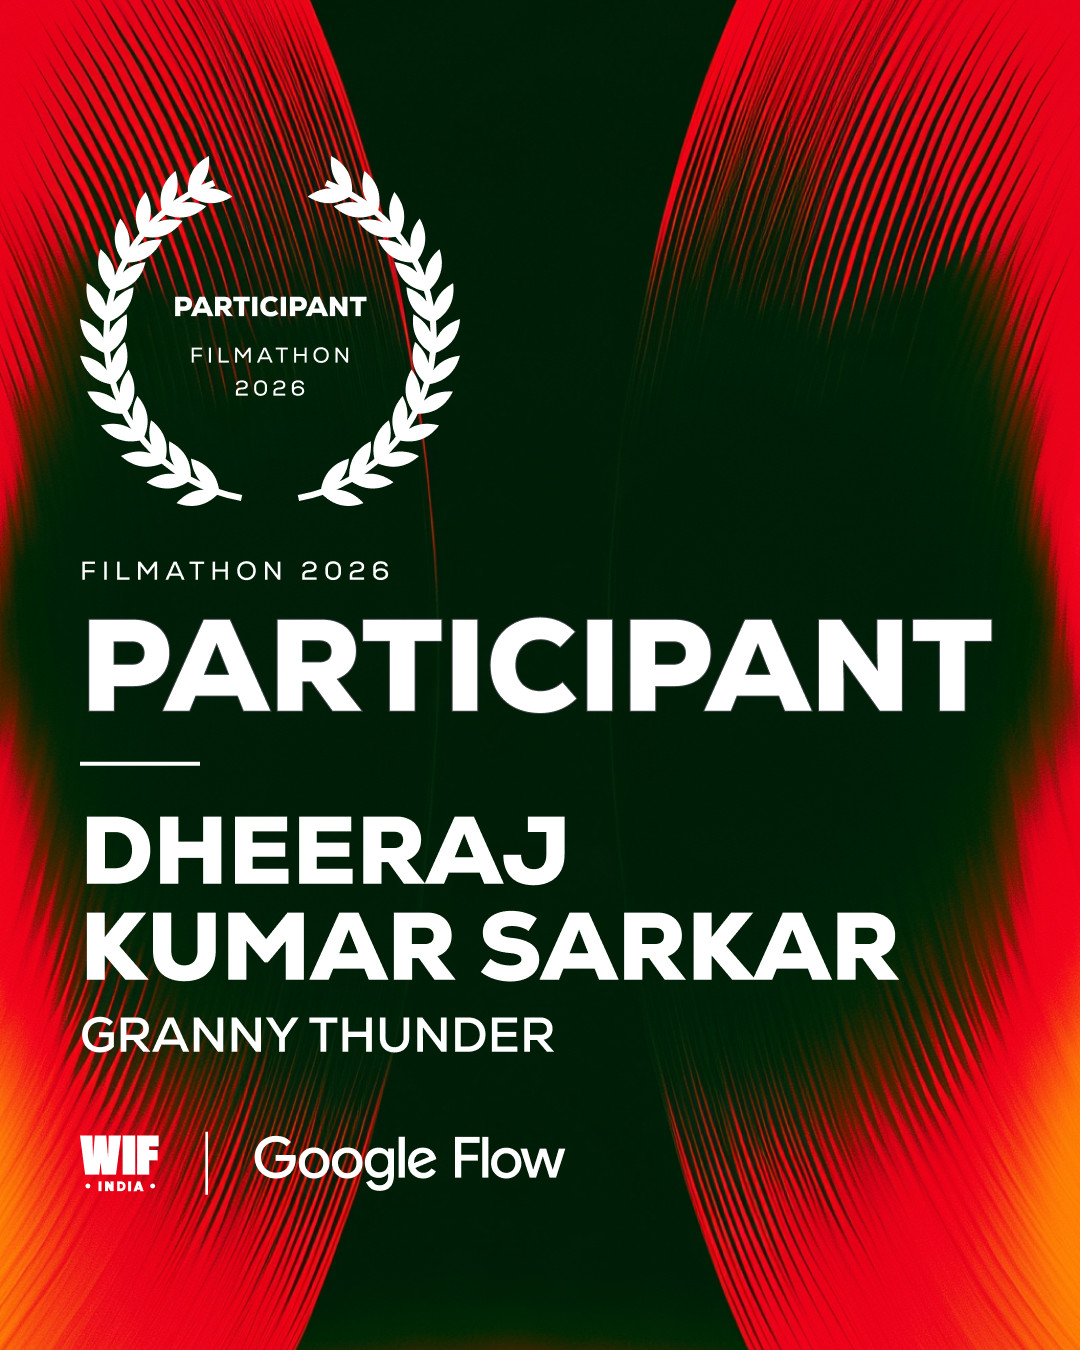 PARTICIPANT
FILMATHON
2026
FILMATHON 2026
PARTICIPANT
DHEERAJ
KUMAR SARKAR
GRANNY THUNDER
WIF
• INDIA •
Google Flow